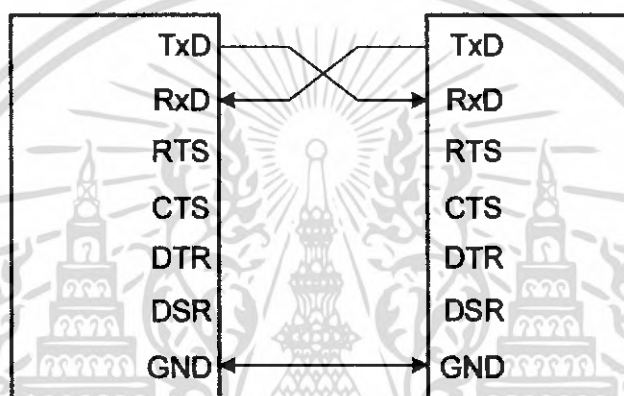 TxD TxD
RxD RxD
RTS RTS
CTS CTS
DTR DTR
DSR DSR
GND GND